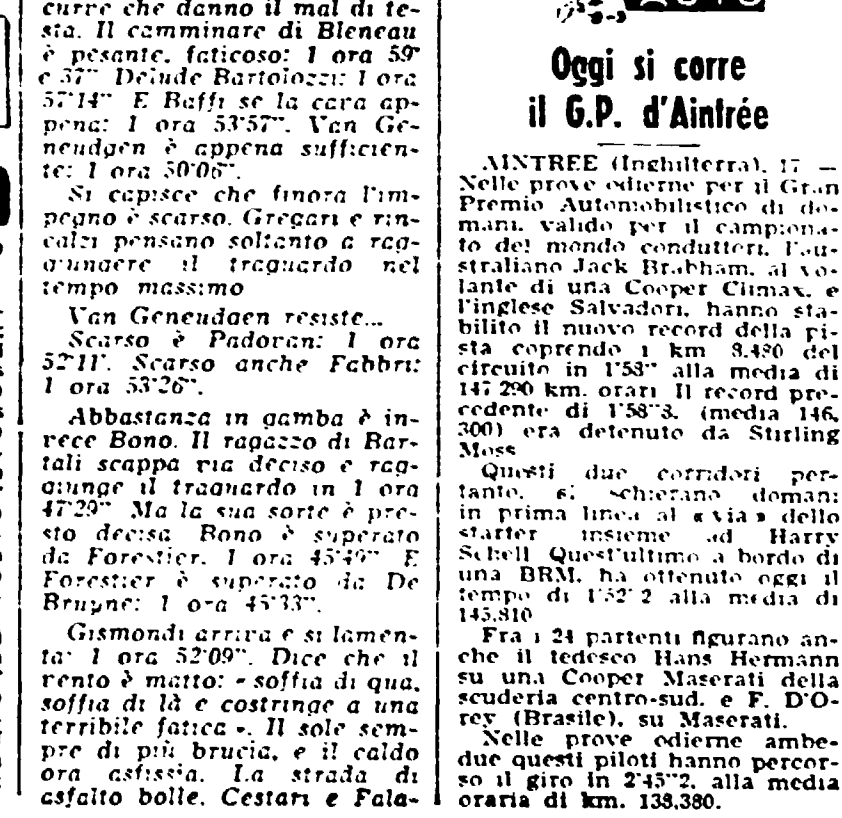 curre che danno il mal di te-
sta. Il camminare di Bleneau
è pesante, faticoso: 1 ora 59'
e 37" Delude Bartolozzi: 1 ora
57'14" E Baffi se la cava ap-
pena: 1 ora 53'57". Van Ge-
neudgen è appena sufficien-
te: 1 ora 50'06".
Si capisce che finora l'im-
pegno è scarso. Gregari e rin-
calzi pensano soltanto a rag-
giungere il traguardo nel
tempo massimo
Van Geneudgen resiste...
Scarso è Padovan: 1 ora
52'11'. Scarso anche Fabbri:
1 ora 53'26".
Abbastanza in gamba è in-
vece Bono. Il ragazzo di Bar-
tali scappa via deciso e rag-
giunge il traguardo in 1 ora
47'29" Ma la sua sorte è pre-
sto decisa Bono è superato
da Forestier. 1 ora 45'49" E
Forestier è superato da De
Bruyne: 1 ora 45'33".
Gismondi arriva e si lamen-
ta: 1 ora 52'09". Dice che il
vento è matto: « soffia di qua,
soffia di là e costringe a una
terribile fatica ». Il sole sem-
pre di più brucia, e il caldo
ora asfissia. La strada di
asfalto bolle. Cestari e Fala-
AUTO
Oggi si corre
il G.P. d'Aintrée
AINTREE (Inghilterra), 17 —
Nelle prove odierne per il Gran
Premio Automobilistico di do-
mani, valido per il campiona-
to del mondo conduttori, l'au-
straliano Jack Brabham, al vo-
lante di una Cooper Climax, e
l'inglese Salvadori, hanno sta-
bilito il nuovo record della pi-
sta coprendo i km 8.480 del
circuito in 1'58" alla media di
147 290 km. orari Il record pre-
cedente di 1'58"8, (media 146,
300) era detenuto da Stirling
Moss
Questi due corridori per-
tanto, si schierano domani
in prima linea al « via » dello
starter insieme ad Harry
Schell Quest'ultimo a bordo di
una BRM, ha ottenuto oggi il
tempo di 1'52"2 alla media di
145,810
Fra i 24 partenti figurano an-
che il tedesco Hans Hermann
su una Cooper Maserati della
scuderia centro-sud, e F. D'O-
rey (Brasile), su Maserati.
Nelle prove odierne ambe-
due questi piloti hanno percor-
so il giro in 2'45"2, alla media
oraria di km. 138,380.